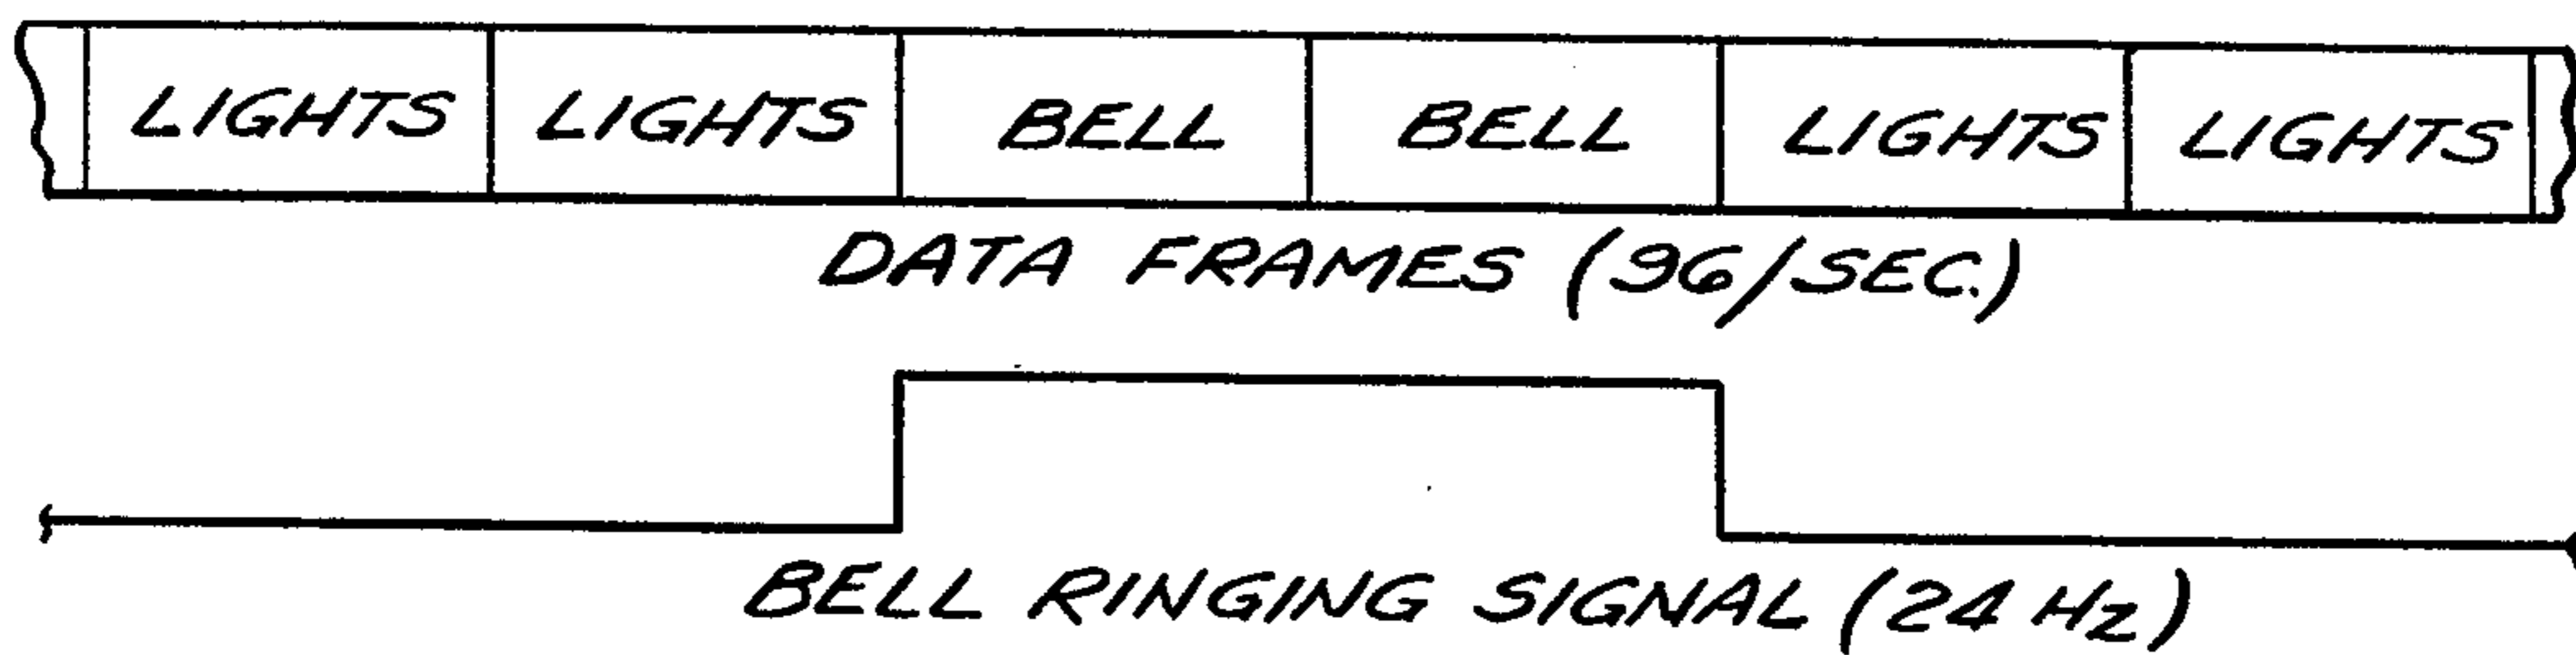 LIGHTS LIGHTS BELL BELL LIGHTS LIGHTS
DATA FRAMES (96/SEC.)
BELL RINGING SIGNAL (24 Hz)